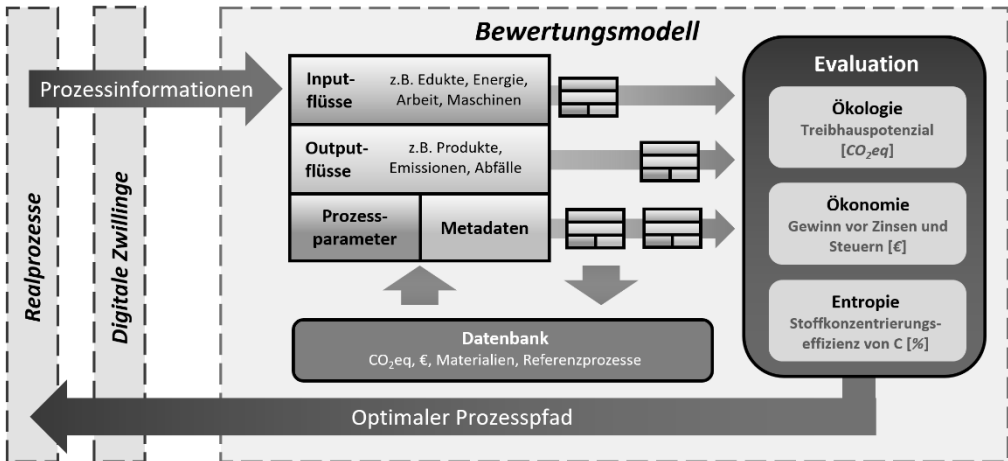 Bewertungsmodell
Realprozesse
Digitale Zwillinge
Prozessinformationen
Input-
flüsse
z.B. Edukte, Energie,
Arbeit, Maschinen
Output-
flüsse
z.B. Produkte,
Emissionen, Abfälle
Prozess-
parameter
Metadaten
Datenbank
CO₂eq, €, Materialien, Referenzprozesse
Evaluation
Ökologie
Treibhauspotenzial
[CO₂eq]
Ökonomie
Gewinn vor Zinsen und
Steuern [€]
Entropie
Stoffkonzentrierungs-
effizienz von C [%]
Optimaler Prozesspfad